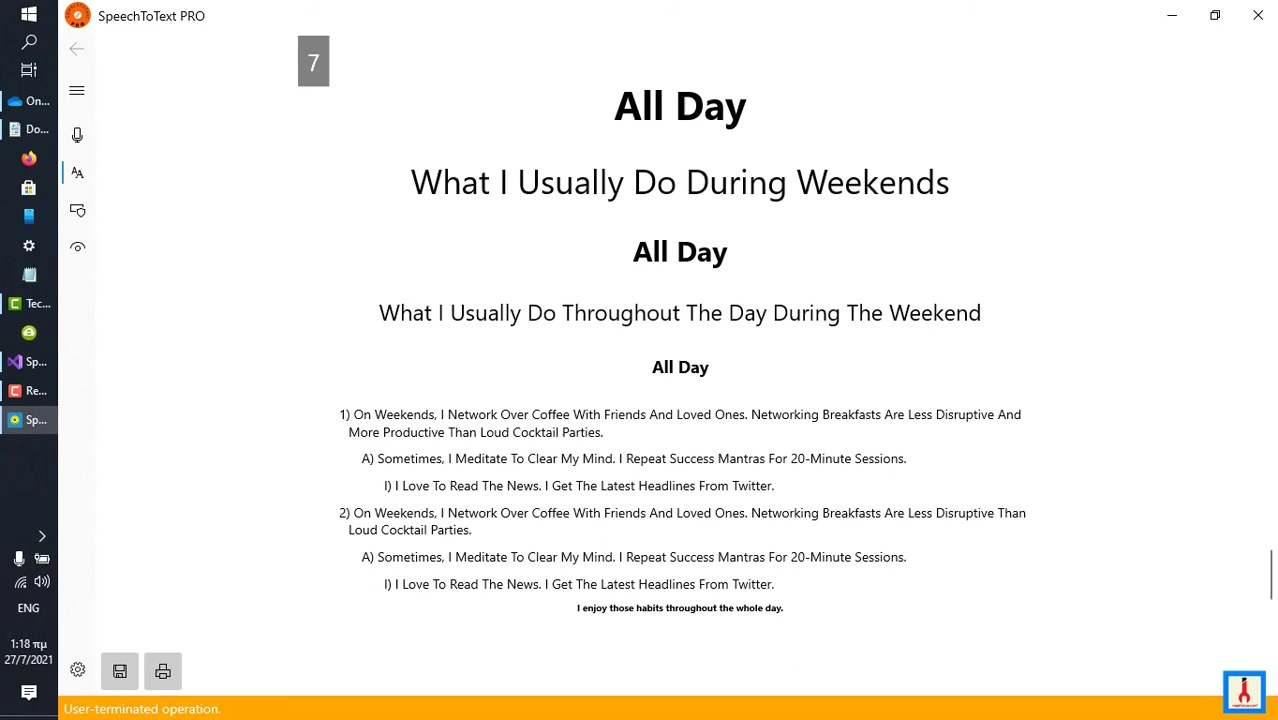 SpeechToText PRO
7
All Day
What I Usually Do During Weekends
All Day
What I Usually Do Throughout The Day During The Weekend
All Day
1) On Weekends, I Network Over Coffee With Friends And Loved Ones. Networking Breakfasts Are Less Disruptive And
More Productive Than Loud Cocktail Parties.
A) Sometimes, I Meditate To Clear My Mind. I Repeat Success Mantras For 20-Minute Sessions.
I) I Love To Read The News. I Get The Latest Headlines From Twitter.
2) On Weekends, I Network Over Coffee With Friends And Loved Ones. Networking Breakfasts Are Less Disruptive Than
Loud Cocktail Parties.
A) Sometimes, I Meditate To Clear My Mind. I Repeat Success Mantras For 20-Minute Sessions.
I) I Love To Read The News. I Get The Latest Headlines From Twitter.
I enjoy those habits throughout the whole day.
On...
Do...
Tec...
Sp...
Re...
Sp...
ENG
1:18 πμ
27/7/2021
User-terminated operation.